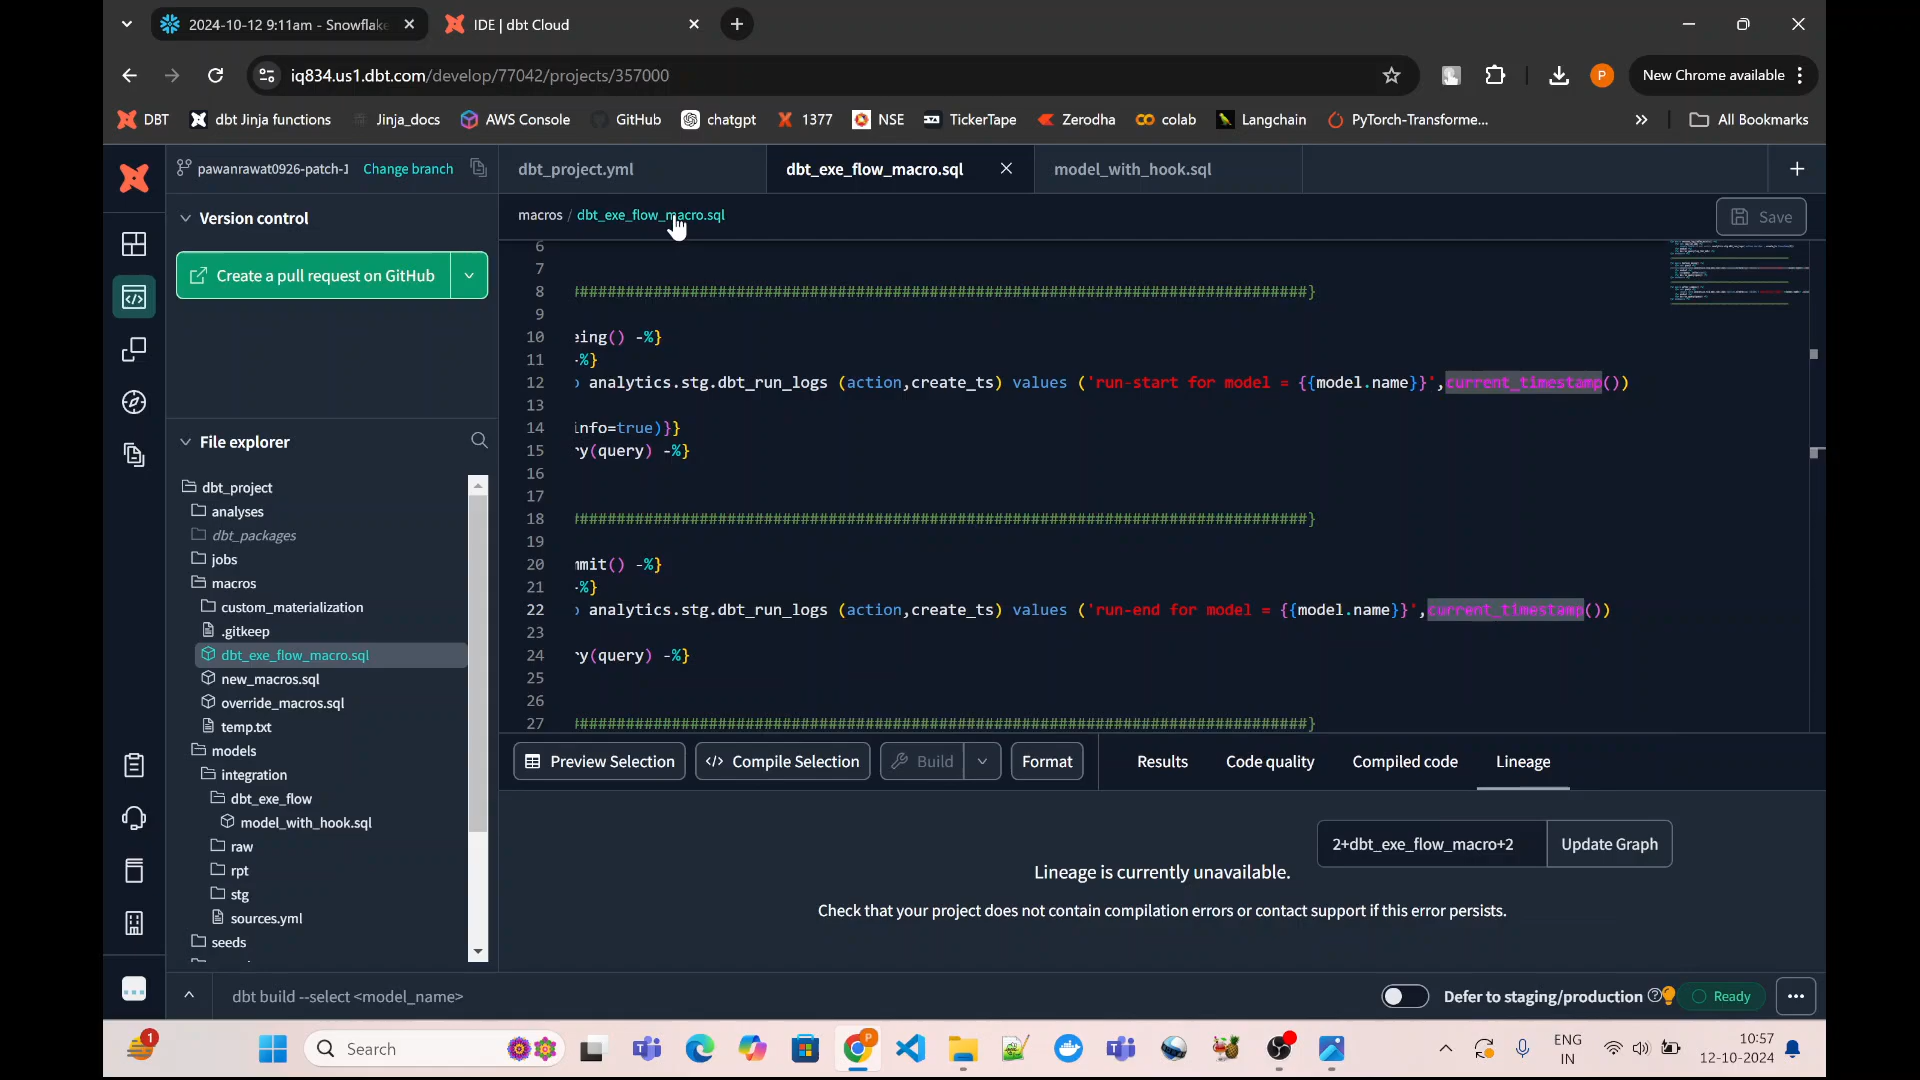 2024-10-12 9:11am - Snowflake
IDE | dbt Cloud
iq834.us1.dbt.com/develop/77042/projects/357000
P
New Chrome available
DBT
dbt Jinja functions
Jinja_docs
AWS Console
GitHub
chatgpt
1377
NSE
TickerTape
Zerodha
colab
Langchain
PyTorch-Transforme...
All Bookmarks
pawanrawat0926-patch-1
Change branch
dbt_project.yml
dbt_exe_flow_macro.sql
model_with_hook.sql
Version control
macros / dbt_exe_flow_macro.sql
Save
Create a pull request on GitHub
6
7
8 ################################################################################}
9
10 eing() -%}
11 -%}
12 analytics.stg.dbt_run_logs (action,create_ts) values ('run-start for model = {{model.name}}',current_timestamp())
13
14 info=true)}}
15 ry(query) -%}
16
17
18 ################################################################################}
19
20 mmit() -%}
21 -%}
22 analytics.stg.dbt_run_logs (action,create_ts) values ('run-end for model = {{model.name}}',current_timestamp())
23
24 ry(query) -%}
25
26
27 ################################################################################}
File explorer
dbt_project
analyses
dbt_packages
jobs
macros
custom_materialization
.gitkeep
dbt_exe_flow_macro.sql
new_macros.sql
override_macros.sql
temp.txt
models
integration
dbt_exe_flow
model_with_hook.sql
raw
rpt
stg
sources.yml
seeds
Preview Selection
Compile Selection
Build
Format
Results
Code quality
Compiled code
Lineage
2+dbt_exe_flow_macro+2
Update Graph
Lineage is currently unavailable.
Check that your project does not contain compilation errors or contact support if this error persists.
dbt build --select <model_name>
Defer to staging/production
Ready
1
Search
P
ENG
IN
10:57
12-10-2024